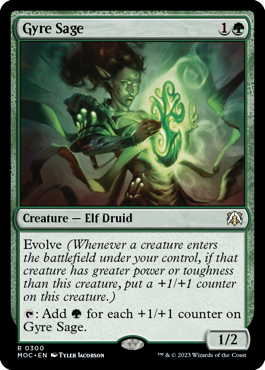 Gyre Sage 1
Creature — Elf Druid
Evolve (Whenever a creature enters
the battlefield under your control, if that
creature has greater power or toughness
than this creature, put a +1/+1 counter
on this creature.)
: Add for each +1/+1 counter on
Gyre Sage.
1/2
R 0300
MOC • EN Tyler Jacobson ™ & © 2023 Wizards of the Coast